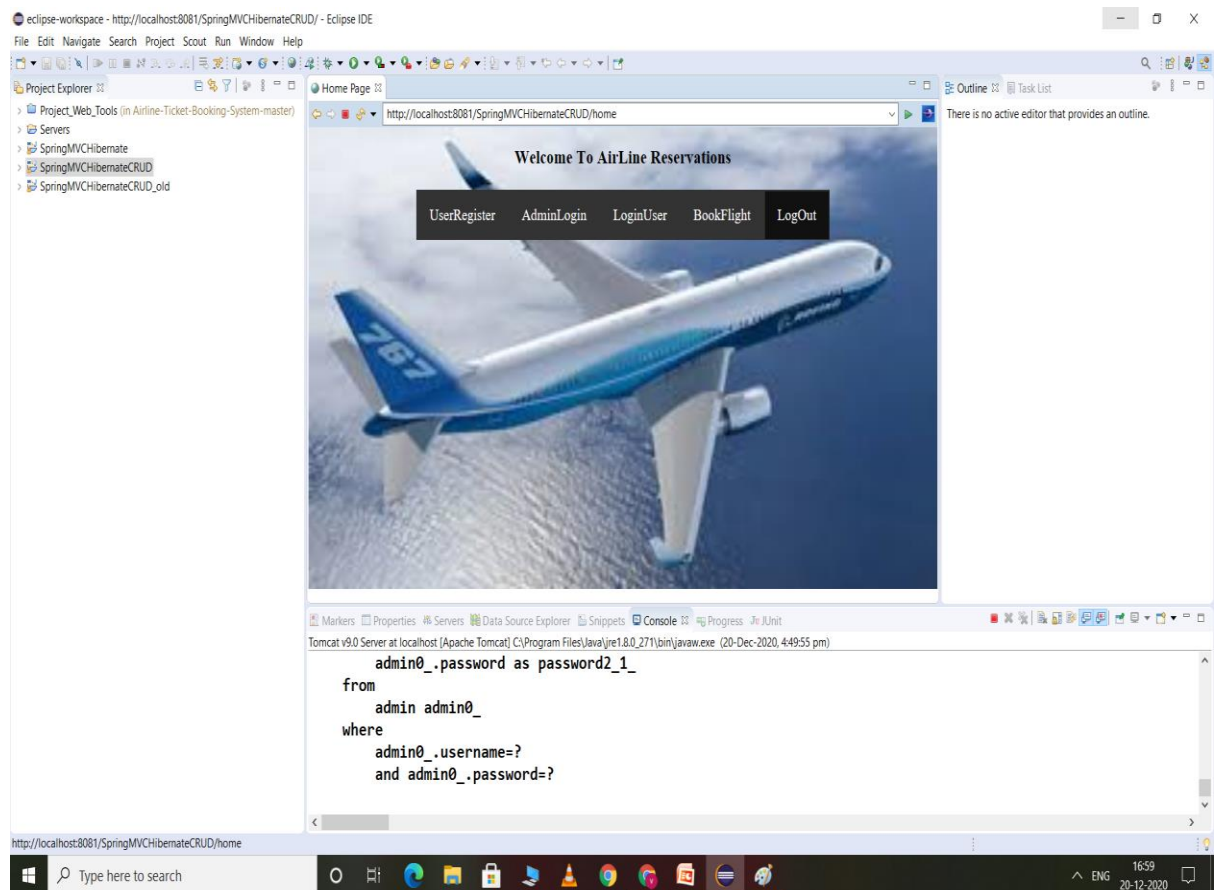 eclipse-workspace - http://localhost:8081/SpringMVCHibernateCRUD/ - Eclipse IDE
File Edit Navigate Search Project Scout Run Window Help
Project Explorer
Project_Web_Tools (in Airline-Ticket-Booking-System-master)
Servers
SpringMVCHibernate
SpringMVCHibernateCRUD
SpringMVCHibernateCRUD_old
Home Page
http://localhost:8081/SpringMVCHibernateCRUD/home
Welcome To AirLine Reservations
UserRegister AdminLogin LoginUser BookFlight LogOut
767
BOEING
Outline Task List
There is no active editor that provides an outline.
Markers Properties Servers Data Source Explorer Snippets Console Progress JUnit
Tomcat v9.0 Server at localhost [Apache Tomcat] C:\Program Files\Java\jre1.8.0_271\bin\javaw.exe (20-Dec-2020, 4:49:55 pm)
admin0_.password as password2_1_
from
admin admin0_
where
admin0_.username=?
and admin0_.password=?
http://localhost:8081/SpringMVCHibernateCRUD/home
Type here to search
ENG
16:59
20-12-2020